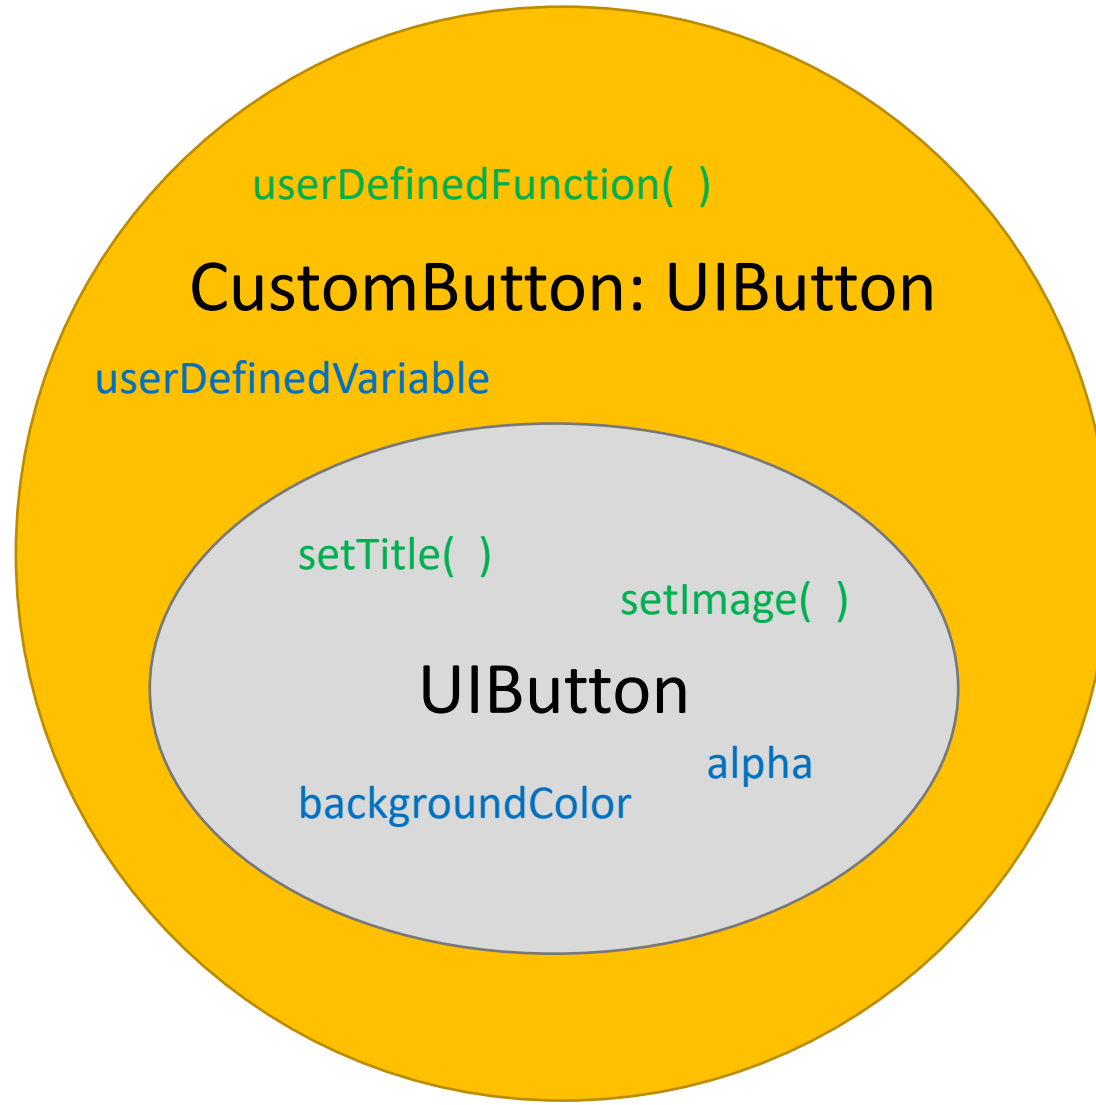 userDefinedFunction(  )
CustomButton: UIButton
userDefinedVariable
setTitle(  )
setImage(  )
UIButton
alpha
backgroundColor